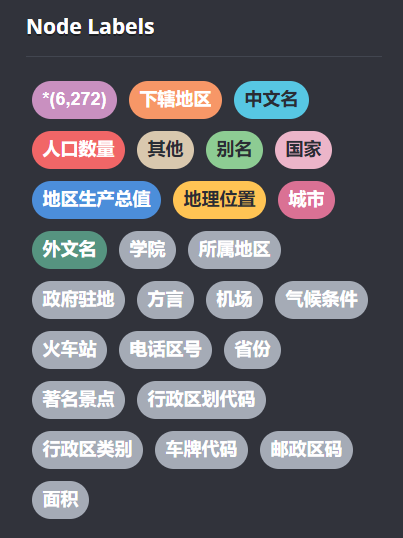 Node Labels
*(6,272) 下辖地区 中文名
人口数量 其他 别名 国家
地区生产总值 地理位置 城市
外文名 学院 所属地区
政府驻地 方言 机场 气候条件
火车站 电话区号 省份
著名景点 行政区划代码
行政区类别 车牌代码 邮政区码
面积